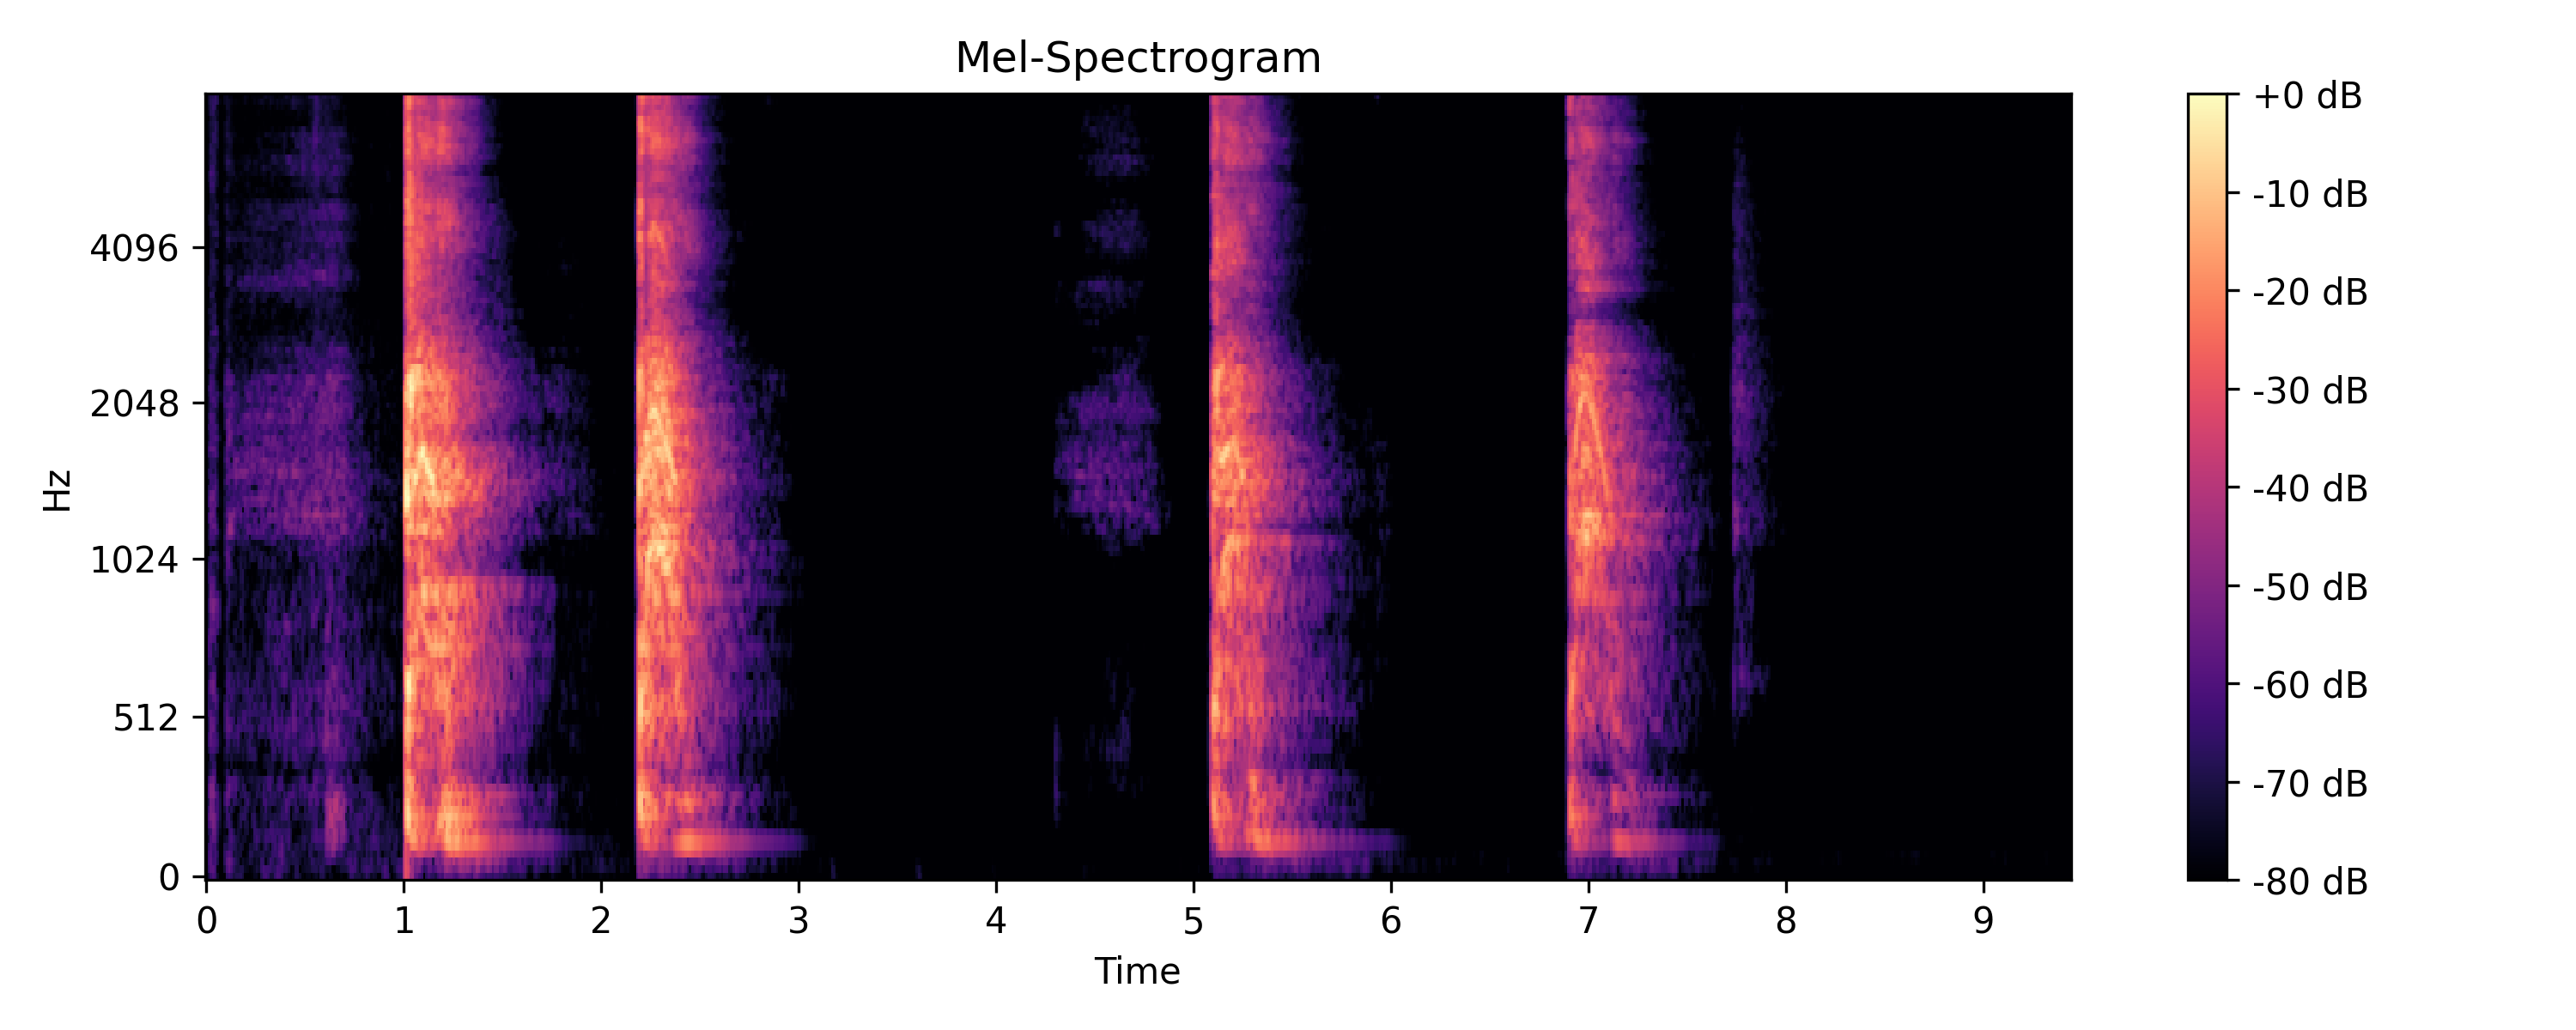 Mel-Spectrogram
+0 dB
-10 dB
-20 dB
-30 dB
-40 dB
-50 dB
-60 dB
-70 dB
-80 dB
Hz
4096
2048
1024
512
0
0 1 2 3 4 5 6 7 8 9
Time